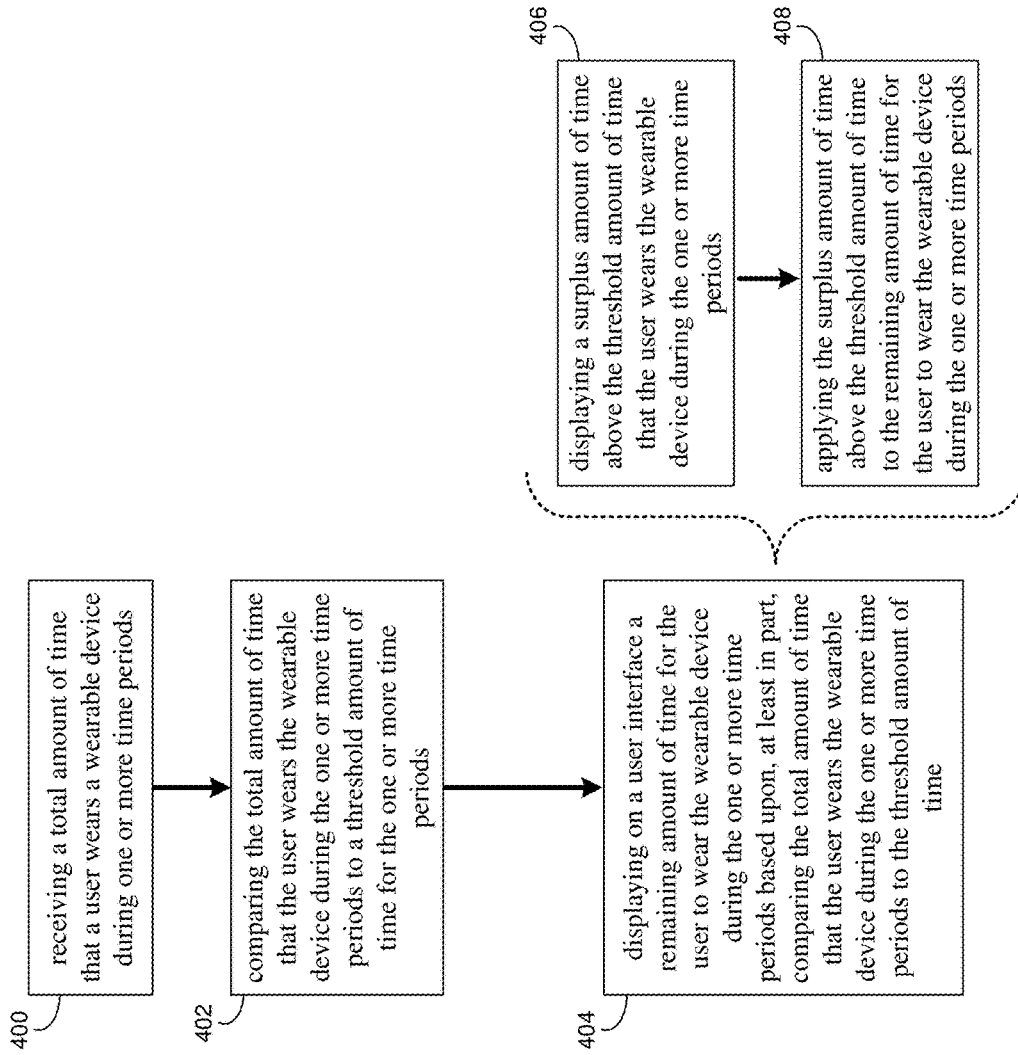 400
receiving a total amount of time
that a user wears a wearable device
during one or more time periods
402
comparing the total amount of time
that the user wears the wearable
device during the one or more time
periods to a threshold amount of
time for the one or more time
periods
404
displaying on a user interface a
remaining amount of time for the
user to wear the wearable device
during the one or more time
periods based upon, at least in part,
comparing the total amount of time
that the user wears the wearable
device during the one or more time
periods to the threshold amount of
time
406
displaying a surplus amount of time
above the threshold amount of time
that the user wears the wearable
device during the one or more time
periods
408
applying the surplus amount of time
above the threshold amount of time
to the remaining amount of time for
the user to wear the wearable device
during the one or more time periods